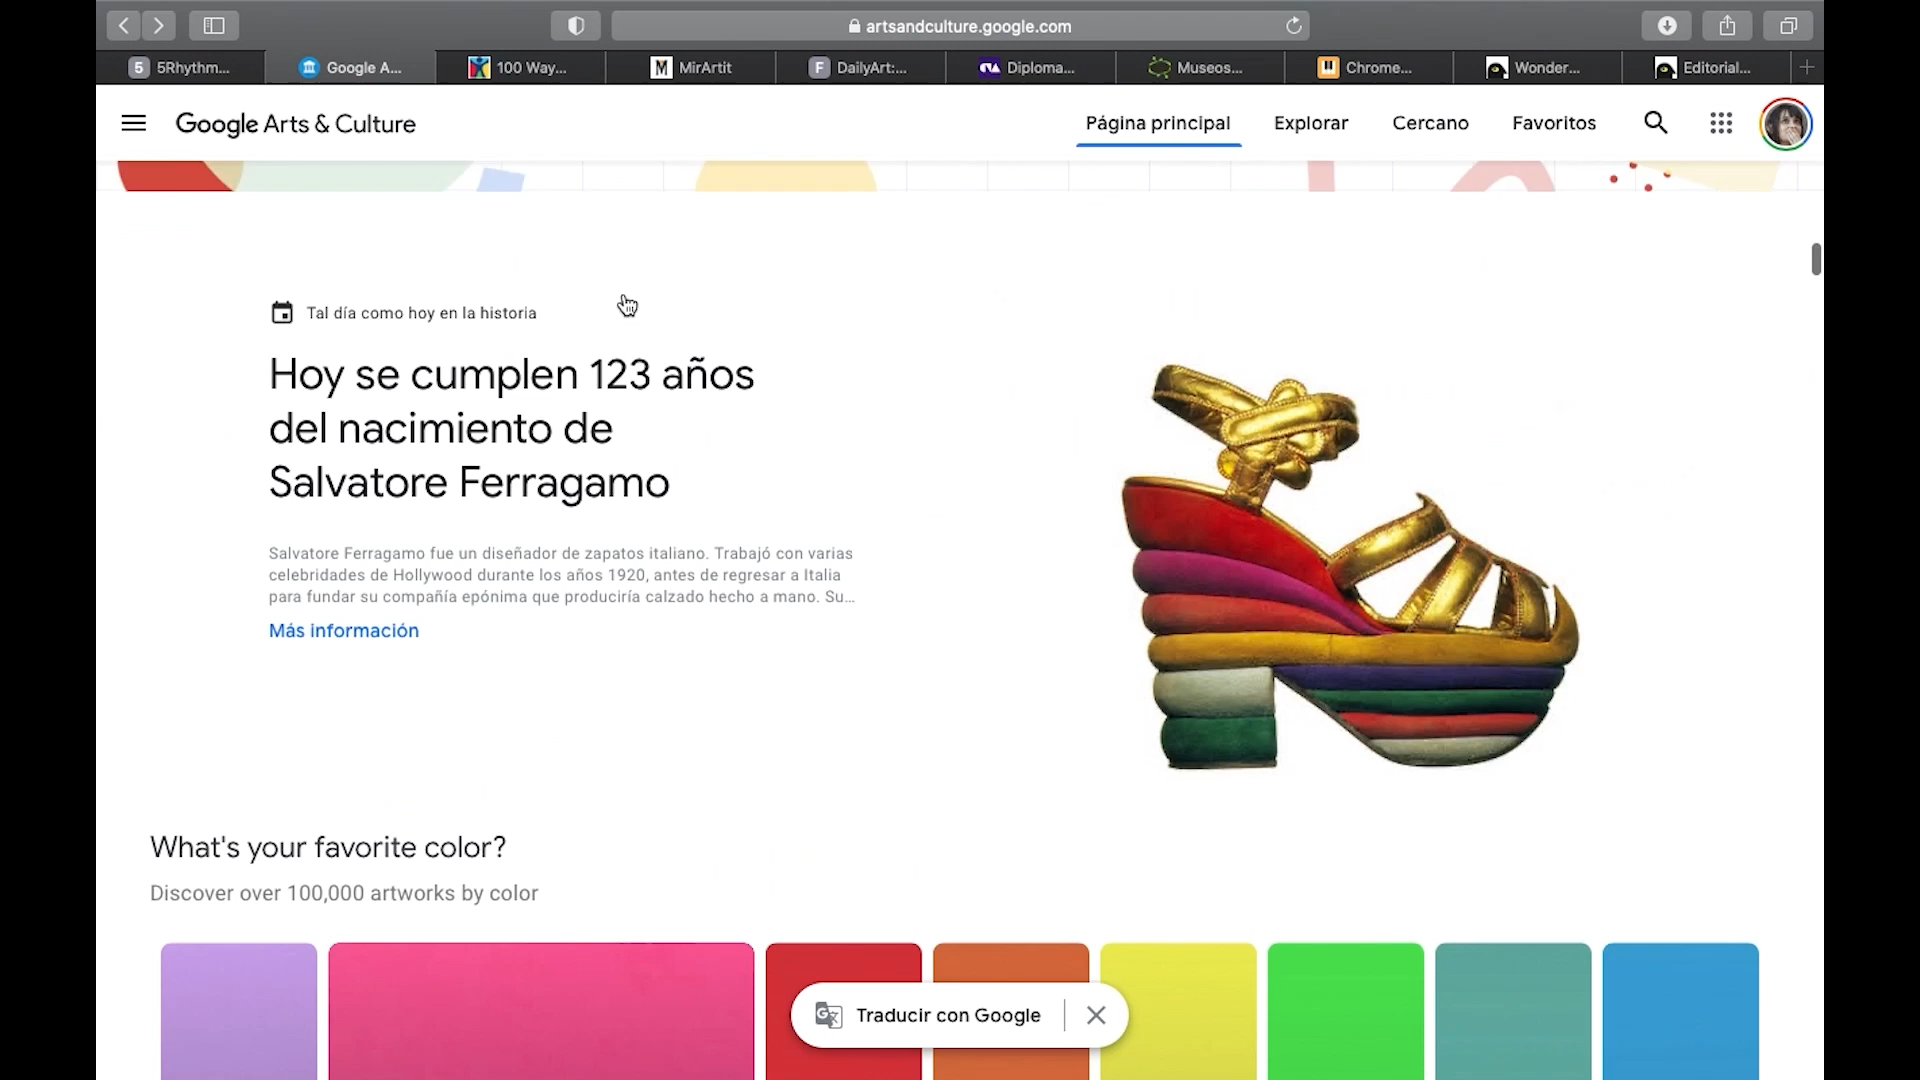 artsandculture.google.com
5 5Rhythm...
Google A...
100 Way...
M MirArtit
F DailyArt:...
Diploma...
Museos...
Chrome...
Wonder...
Editorial...
Google Arts & Culture
Página principal
Explorar
Cercano
Favoritos
Tal día como hoy en la historia
Hoy se cumplen 123 años
del nacimiento de
Salvatore Ferragamo
Salvatore Ferragamo fue un diseñador de zapatos italiano. Trabajó con varias
celebridades de Hollywood durante los años 1920, antes de regresar a Italia
para fundar su compañía epónima que produciría calzado hecho a mano. Su...
Más información
What's your favorite color?
Discover over 100,000 artworks by color
Traducir con Google